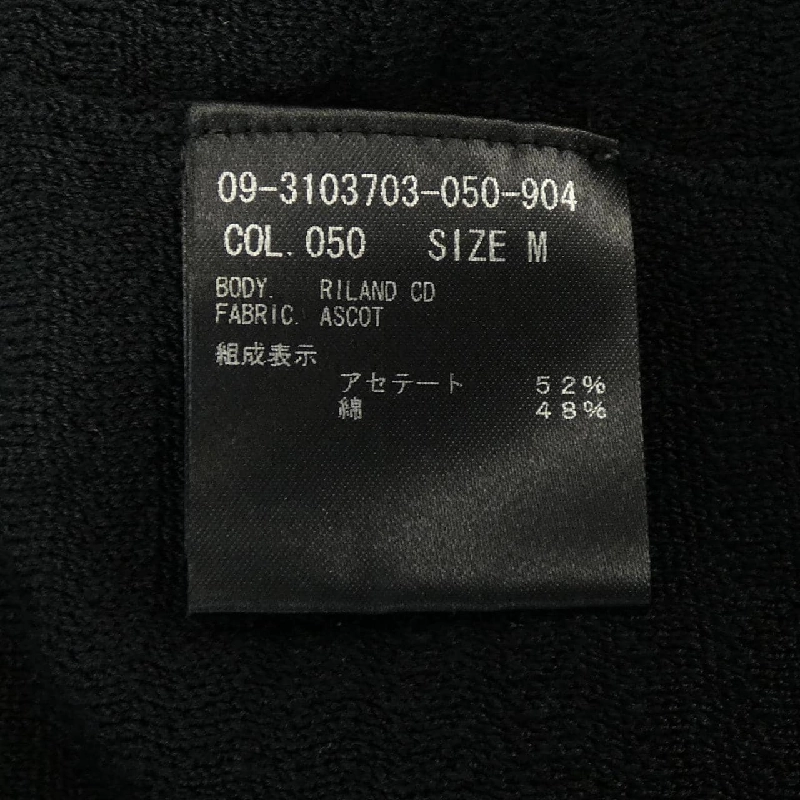 09-3103703-050-904
COL. 050 SIZE M
BODY. RILAND CD
FABRIC. ASCOT
組成表示
アセテート 52%
綿 48%